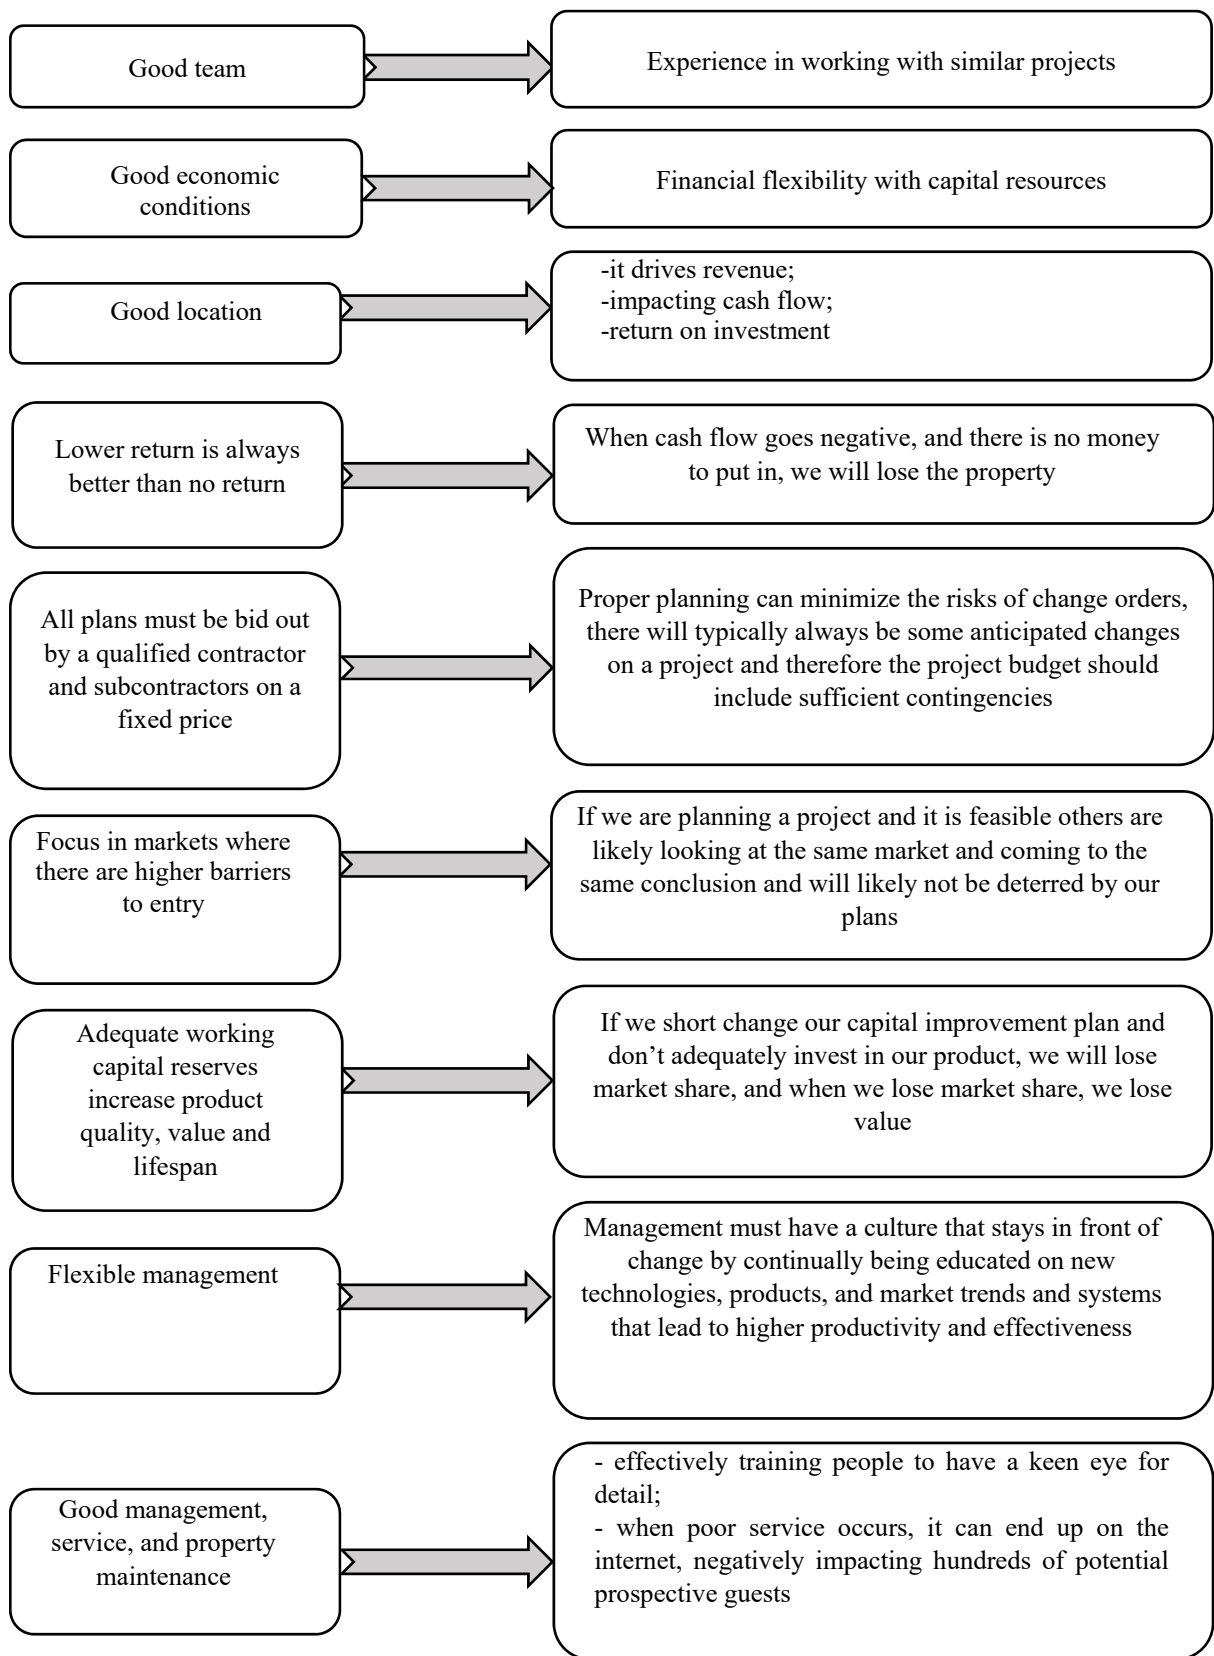 Good team
Experience in working with similar projects
Good economic
conditions
Financial flexibility with capital resources
Good location
-it drives revenue;
-impacting cash flow;
-return on investment
Lower return is always
better than no return
When cash flow goes negative, and there is no money
to put in, we will lose the property
All plans must be bid out
by a qualified contractor
and subcontractors on a
fixed price
Proper planning can minimize the risks of change orders,
there will typically always be some anticipated changes
on a project and therefore the project budget should
include sufficient contingencies
Focus in markets where
there are higher barriers
to entry
If we are planning a project and it is feasible others are
likely looking at the same market and coming to the
same conclusion and will likely not be deterred by our
plans
Adequate working
capital reserves
increase product
quality, value and
lifespan
If we short change our capital improvement plan and
don’t adequately invest in our product, we will lose
market share, and when we lose market share, we lose
value
Flexible management
Management must have a culture that stays in front of
change by continually being educated on new
technologies, products, and market trends and systems
that lead to higher productivity and effectiveness
Good management,
service, and property
maintenance
- effectively training people to have a keen eye for
detail;
- when poor service occurs, it can end up on the
internet, negatively impacting hundreds of potential
prospective guests